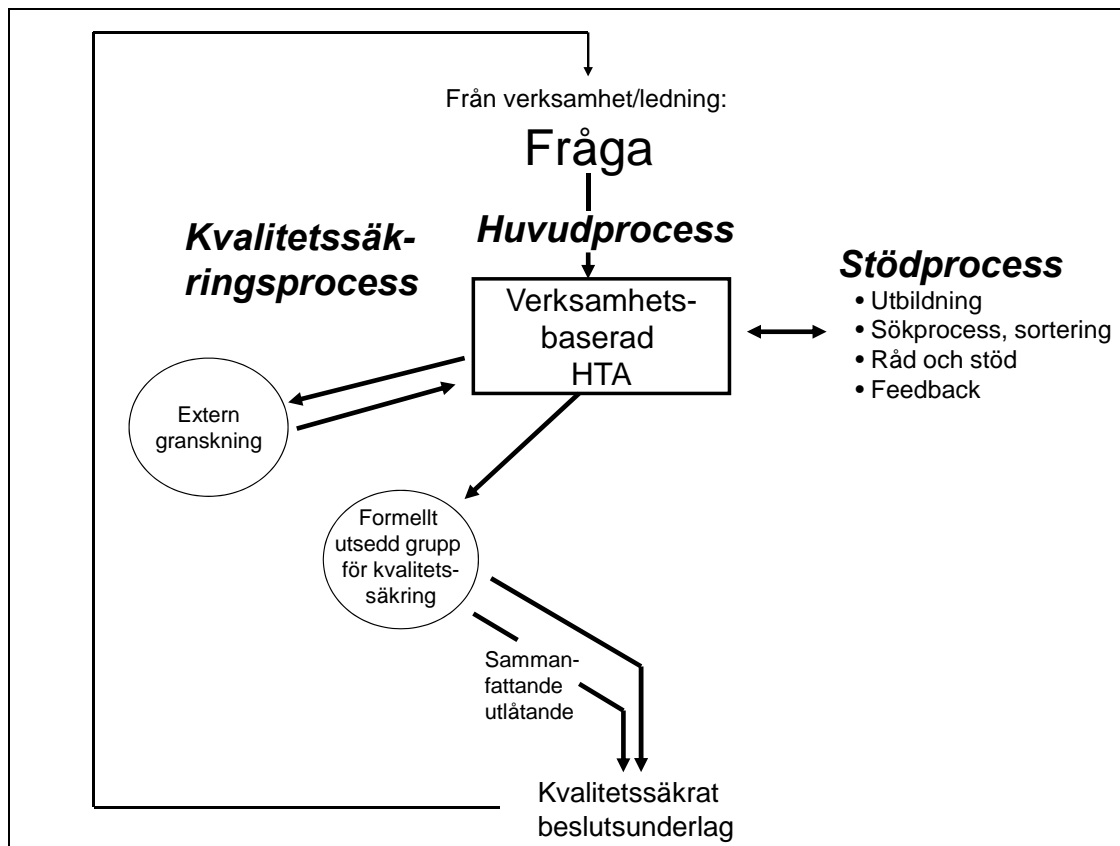 Från verksamhet/ledning:
Fråga
Kvalitetssäk-
ringsprocess
Huvudprocess
Stödprocess
• Utbildning
• Sökprocess, sortering
• Råd och stöd
• Feedback
Verksamhets-
baserad
HTA
Extern
granskning
Formellt
utsedd grupp
för kvalitets-
säkring
Samman-
fattande
utlåtande
Kvalitetssäkrat
beslutsunderlag